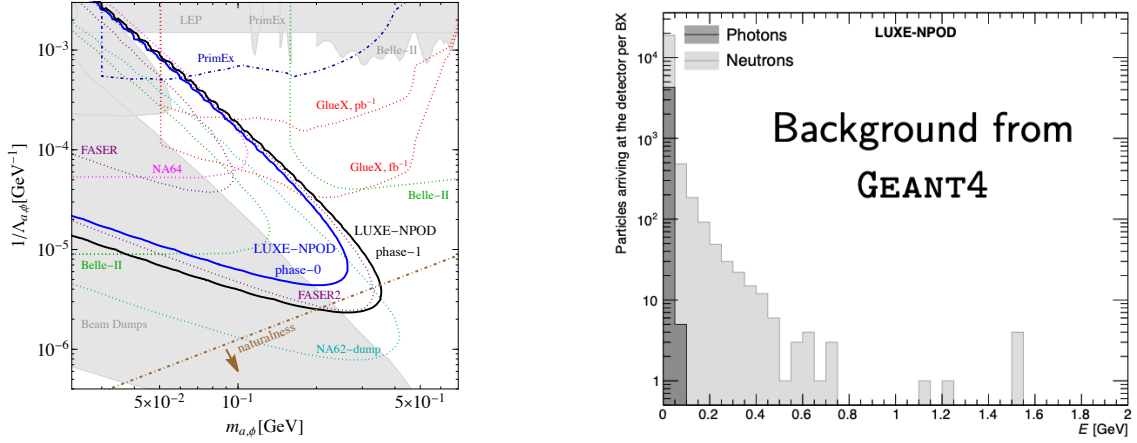 LEP
PrimEx
Belle-II
PrimEx
GlueX, pb⁻¹
FASER
NA64
GlueX, fb⁻¹
Belle-II
LUXE-NPOD
phase-0
LUXE-NPOD
phase-1
Belle-II
FASER2
Beam Dumps
naturalness
NA62-dump
10⁻³
10⁻⁴
10⁻⁵
10⁻⁶
1/Λₐ,ϕ[GeV⁻¹]
5×10⁻²
10⁻¹
5×10⁻¹
mₐ,ϕ[GeV]
LUXE-NPOD
Photons
Neutrons
Background from
GEANT4
Particles arriving at the detector per BX
10⁴
10³
10²
10
1
0
0.2
0.4
0.6
0.8
1
1.2
1.4
1.6
1.8
2
E [GeV]